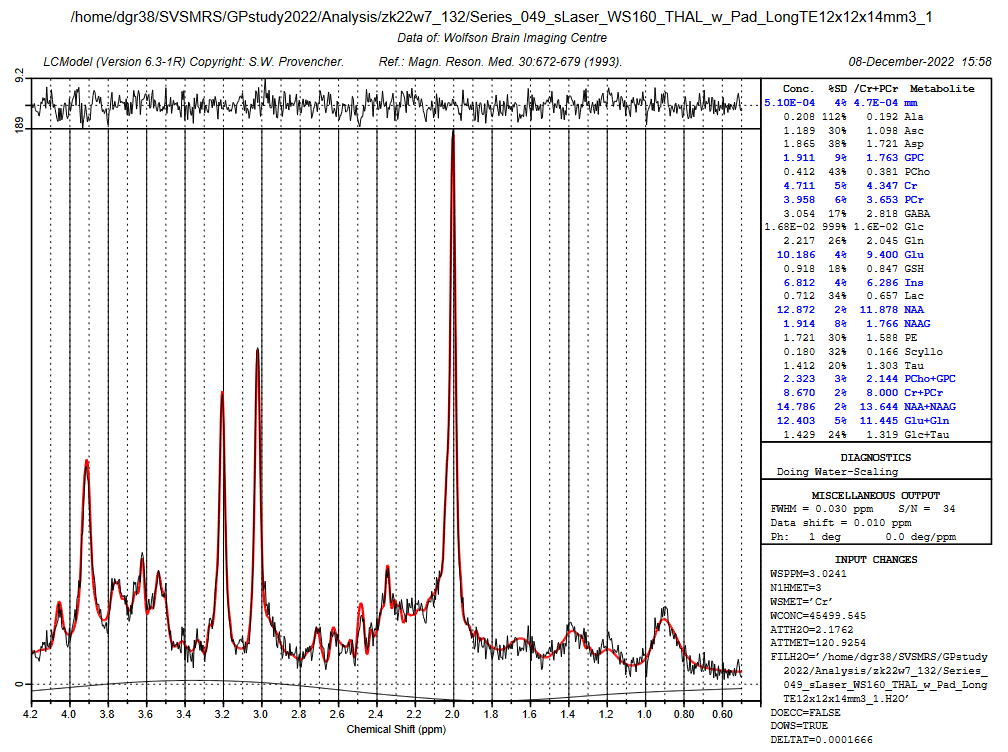 /home/dgr38/SVSMRS/GPstudy2022/Analysis/zk22w7_132/Series_049_sLaser_WS160_THAL_w_Pad_LongTE12x12x14mm3_1
Data of: Wolfson Brain Imaging Centre
LCModel (Version 6.3-1R) Copyright: S.W. Provencher. Ref.: Magn. Reson. Med. 30:672-679 (1993). 08-December-2022 15:58
9.2
189
0
4.2 4.0 3.8 3.6 3.4 3.2 3.0 2.8 2.6 2.4 2.2 2.0 1.8 1.6 1.4 1.2 1.0 0.80 0.60
Chemical Shift (ppm)
Conc. %SD /Cr+PCr Metabolite
5.10E-04 4% 4.7E-04 mm
0.208 112% 0.192 Ala
1.189 30% 1.098 Asc
1.865 38% 1.721 Asp
1.911 9% 1.763 GPC
0.412 43% 0.381 PCho
4.711 5% 4.347 Cr
3.958 6% 3.653 PCr
3.054 17% 2.818 GABA
1.68E-02 999% 1.6E-02 Glc
2.217 26% 2.045 Gln
10.186 4% 9.400 Glu
0.918 18% 0.847 GSH
6.812 4% 6.286 Ins
0.712 34% 0.657 Lac
12.872 2% 11.878 NAA
1.914 8% 1.766 NAAG
1.721 30% 1.588 PE
0.180 32% 0.166 Scyllo
1.412 20% 1.303 Tau
2.323 3% 2.144 PCho+GPC
8.670 2% 8.000 Cr+PCr
14.786 2% 13.644 NAA+NAAG
12.403 5% 11.445 Glu+Gln
1.429 24% 1.319 Glc+Tau
DIAGNOSTICS
Doing Water-Scaling
MISCELLANEOUS OUTPUT
FWHM = 0.030 ppm S/N = 34
Data shift = 0.010 ppm
Ph: 1 deg 0.0 deg/ppm
INPUT CHANGES
WSPPM=3.0241
N1HMET=3
WSMET='Cr'
WCONC=45499.545
ATTH2O=2.1762
ATTMET=120.9254
FILH2O='/home/dgr38/SVSMRS/GPstudy
2022/Analysis/zk22w7_132/Series_
049_sLaser_WS160_THAL_w_Pad_Long
TE12x12x14mm3_1.H2O'
DOECC=FALSE
DOWS=TRUE
DELTAT=0.0001666